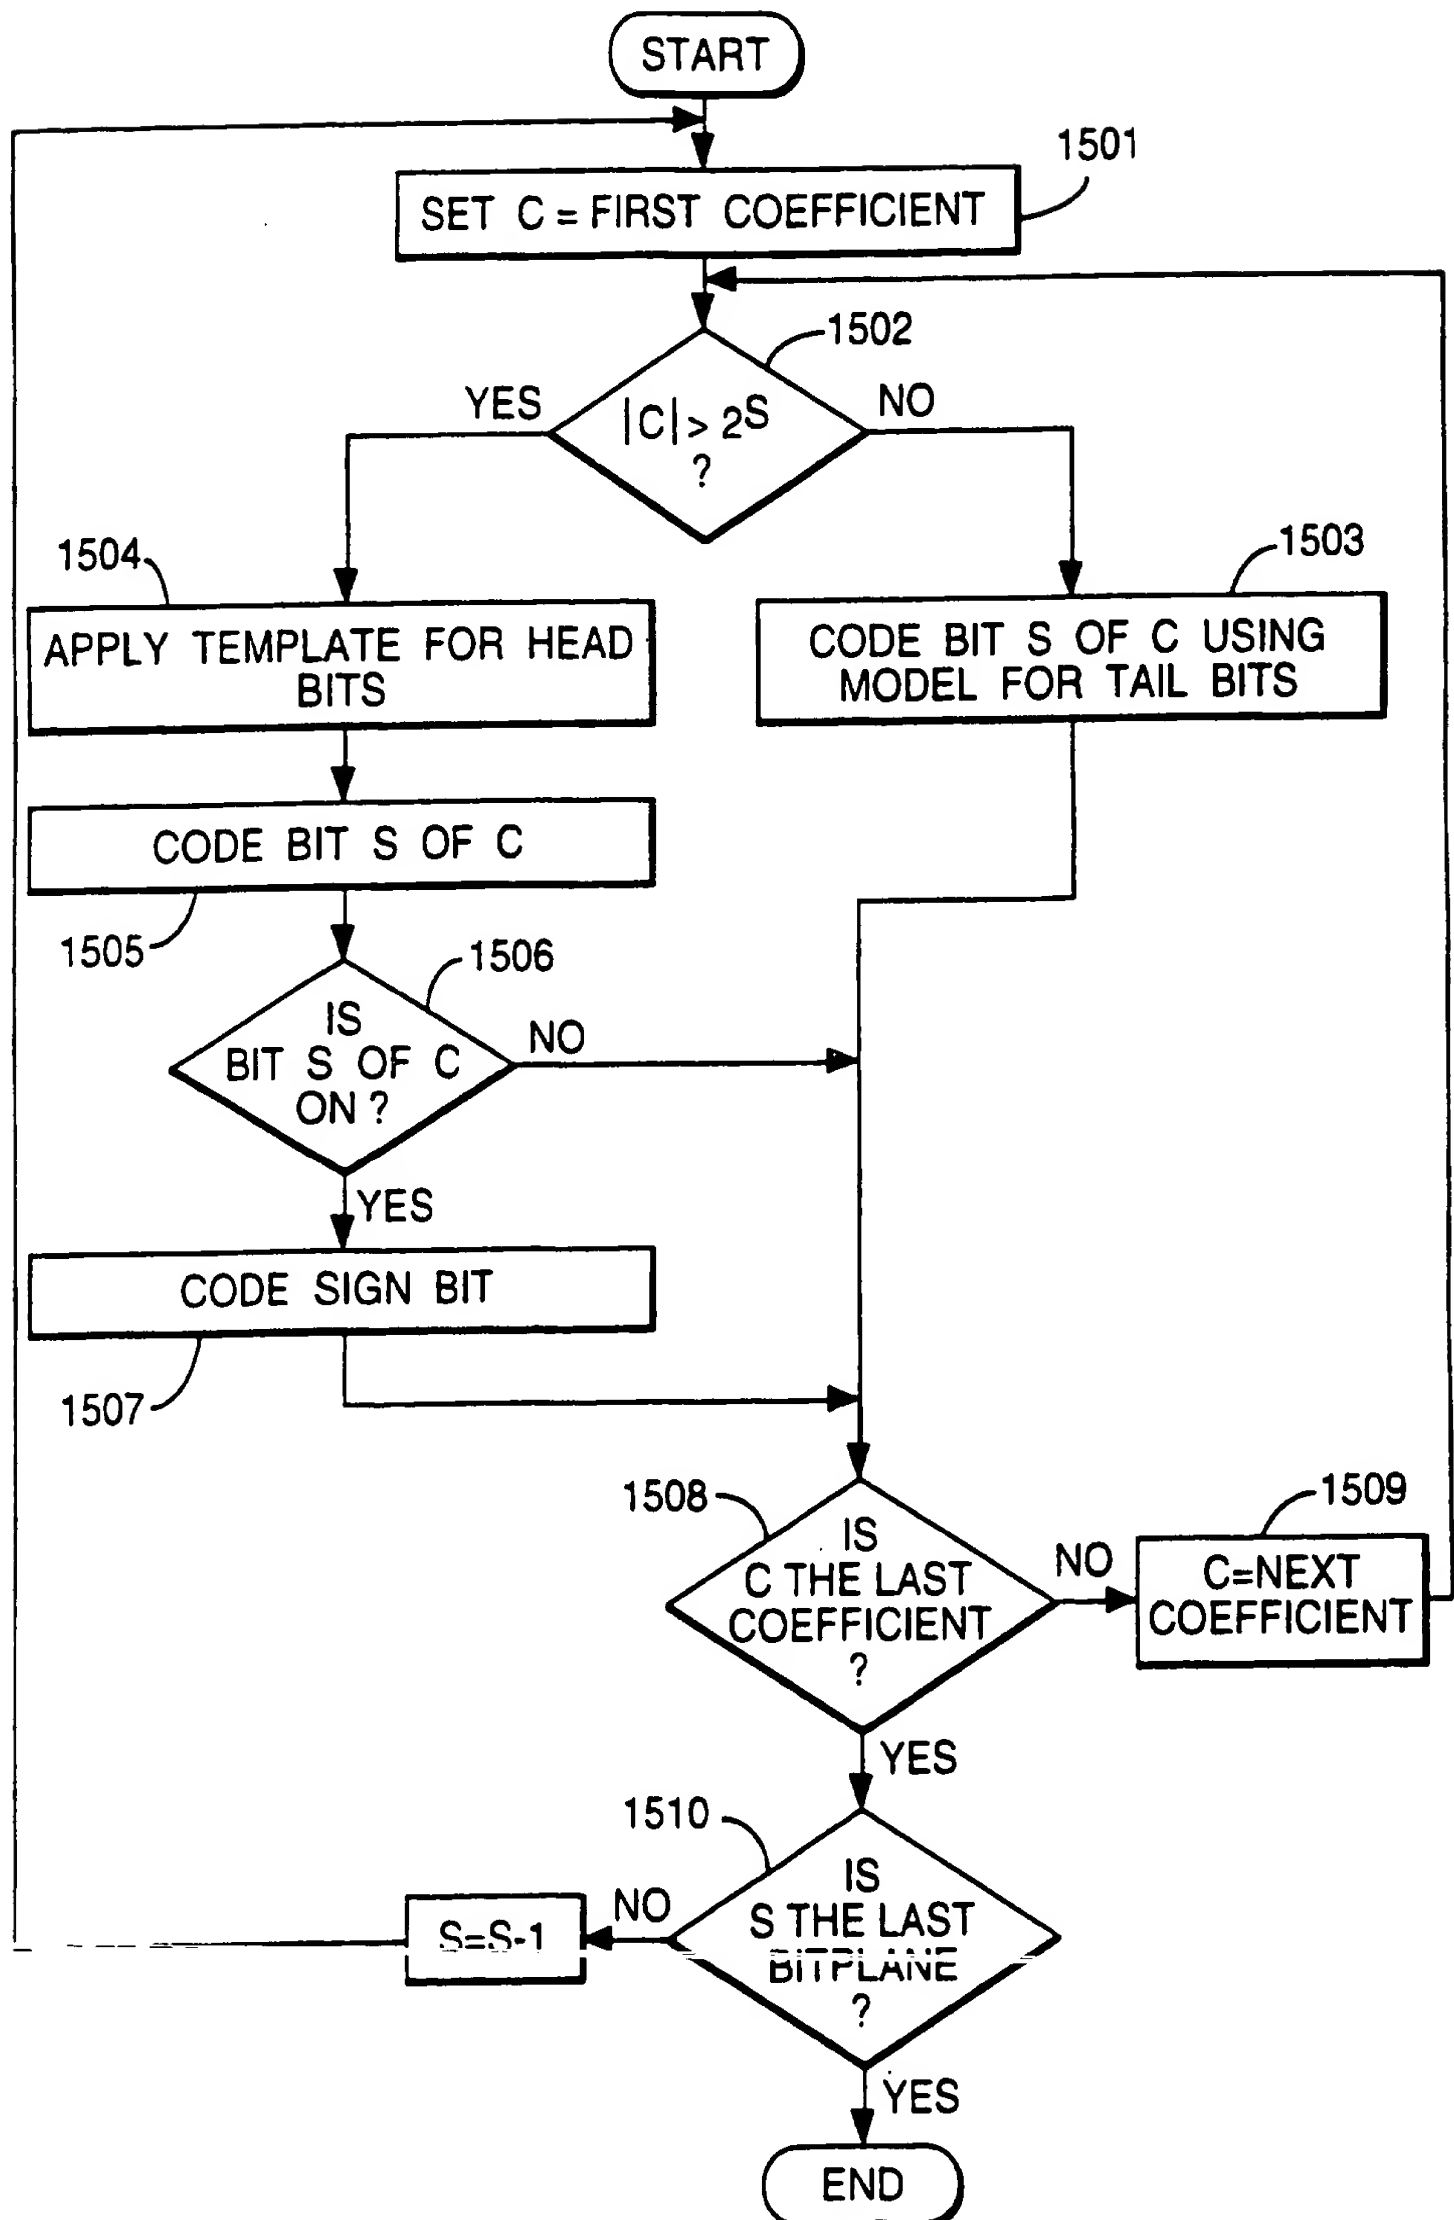 START
1501
SET C = FIRST COEFFICIENT
1502
YES
NO
|C| > 2^S
?
1504
1503
APPLY TEMPLATE FOR HEAD
BITS
CODE BIT S OF C USING
MODEL FOR TAIL BITS
CODE BIT S OF C
1505
1506
IS
BIT S OF C
ON ?
NO
YES
CODE SIGN BIT
1507
1508
1509
IS
C THE LAST
COEFFICIENT
?
NO
C=NEXT
COEFFICIENT
YES
1510
IS
S THE LAST
BITPLANE
?
NO
S=S-1
YES
END